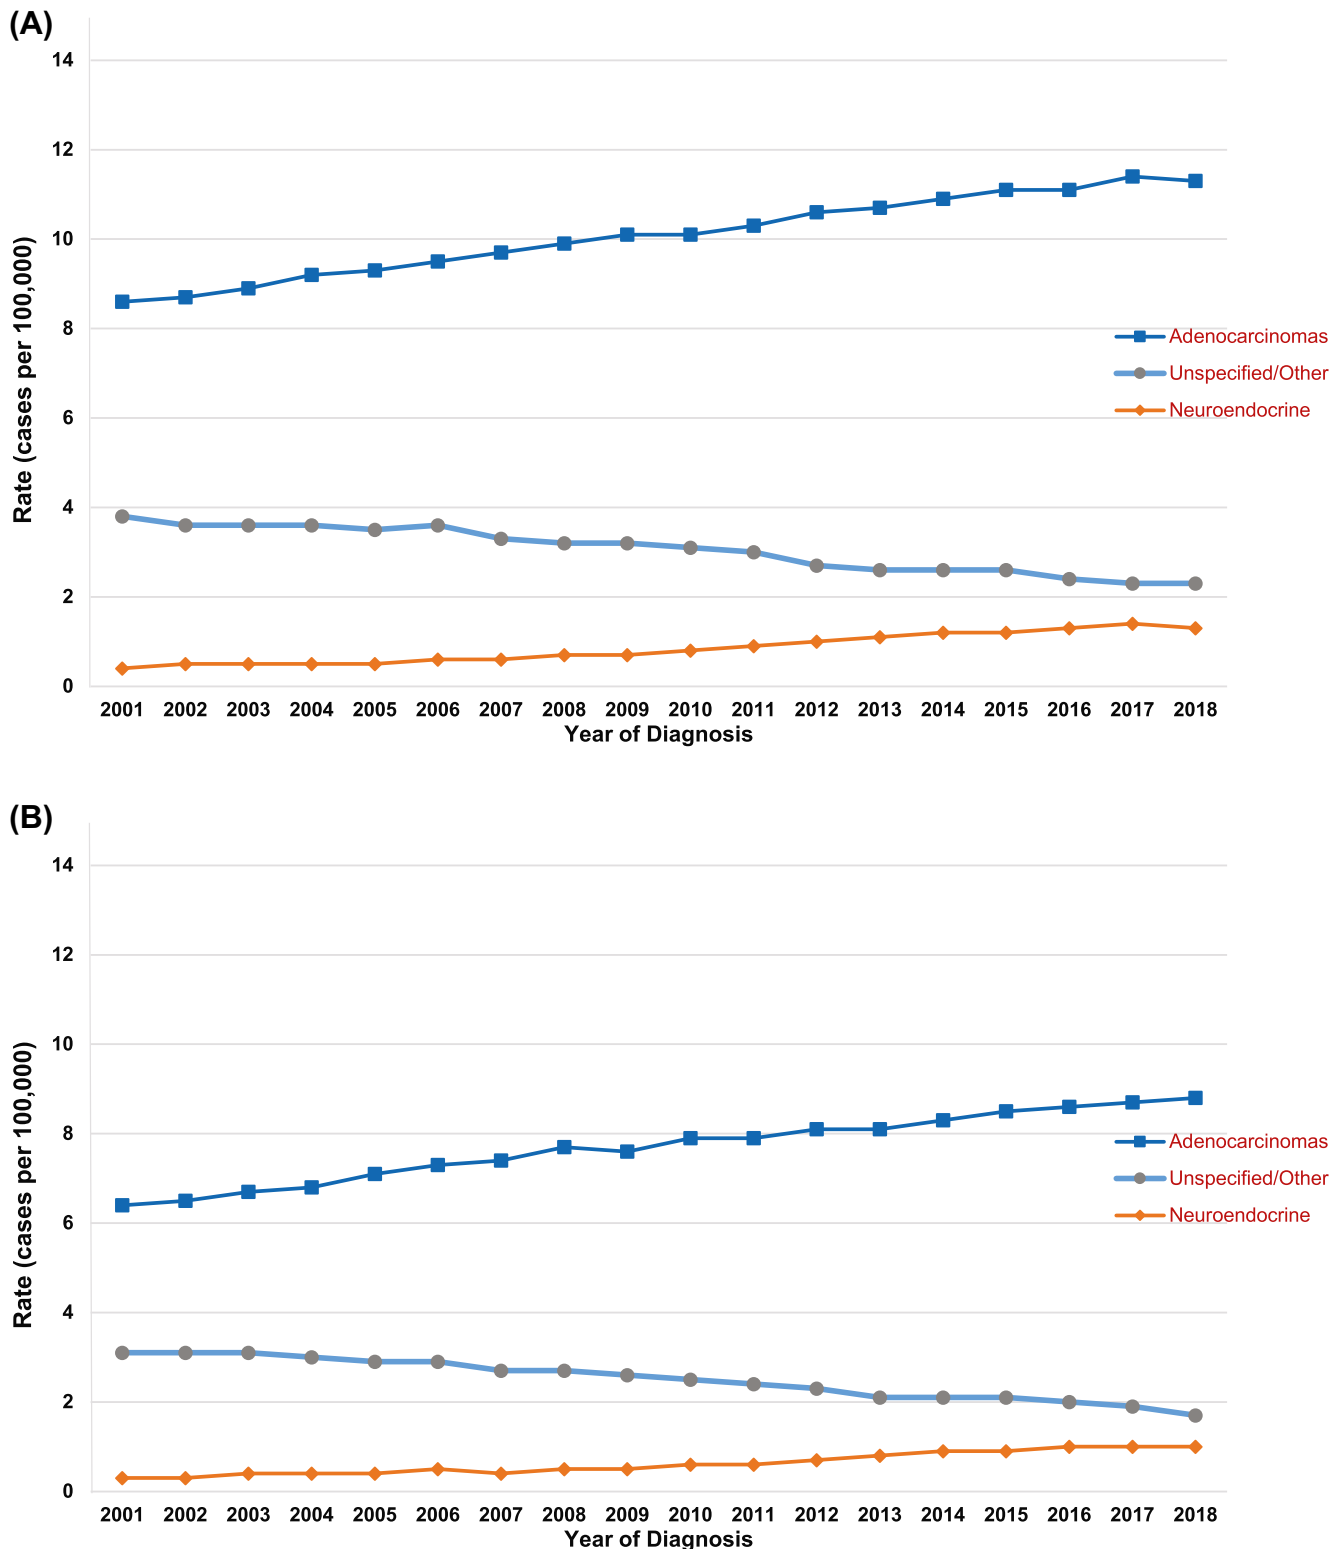 (A)
14
12
10
8
6
4
2
0
Rate (cases per 100,000)
Adenocarcinomas
Unspecified/Other
Neuroendocrine
2001 2002 2003 2004 2005 2006 2007 2008 2009 2010 2011 2012 2013 2014 2015 2016 2017 2018
Year of Diagnosis
(B)
14
12
10
8
6
4
2
0
Rate (cases per 100,000)
Adenocarcinomas
Unspecified/Other
Neuroendocrine
2001 2002 2003 2004 2005 2006 2007 2008 2009 2010 2011 2012 2013 2014 2015 2016 2017 2018
Year of Diagnosis